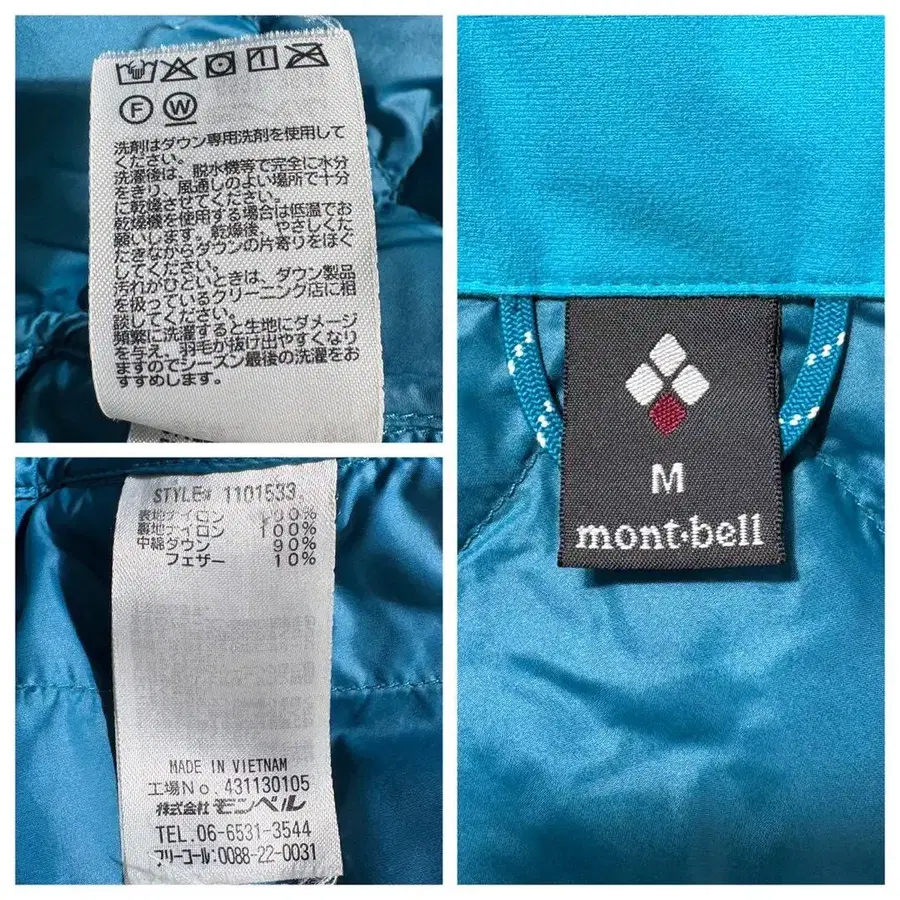 F W
洗剤はダウン専用洗剤を使用して
ください。
洗濯後は、脱水機等で完全に水分
をきり、風通しのよい場所で十分
に乾燥させてください。
乾燥機を使用する場合は低温でお
願いします。乾燥後、やさしくた
たきながらダウンの片寄りをほぐ
してください。
汚れがひどいときは、ダウン製品
を扱っているクリーニング店に相
談してください。
頻繁に洗濯すると生地にダメージ
を与え、羽毛が抜け出やすくなり
ますのでシーズン最後の洗濯をお
すすめします。
STYLE# 1101533
表地ナイロン 100%
裏地ナイロン 100%
中綿ダウン 90%
フェザー 10%
MADE IN VIETNAM
工場No. 431130105
株式会社 モンベル
TEL. 06-6531-3544
フリーコール:0088-22-0031
M
mont·bell